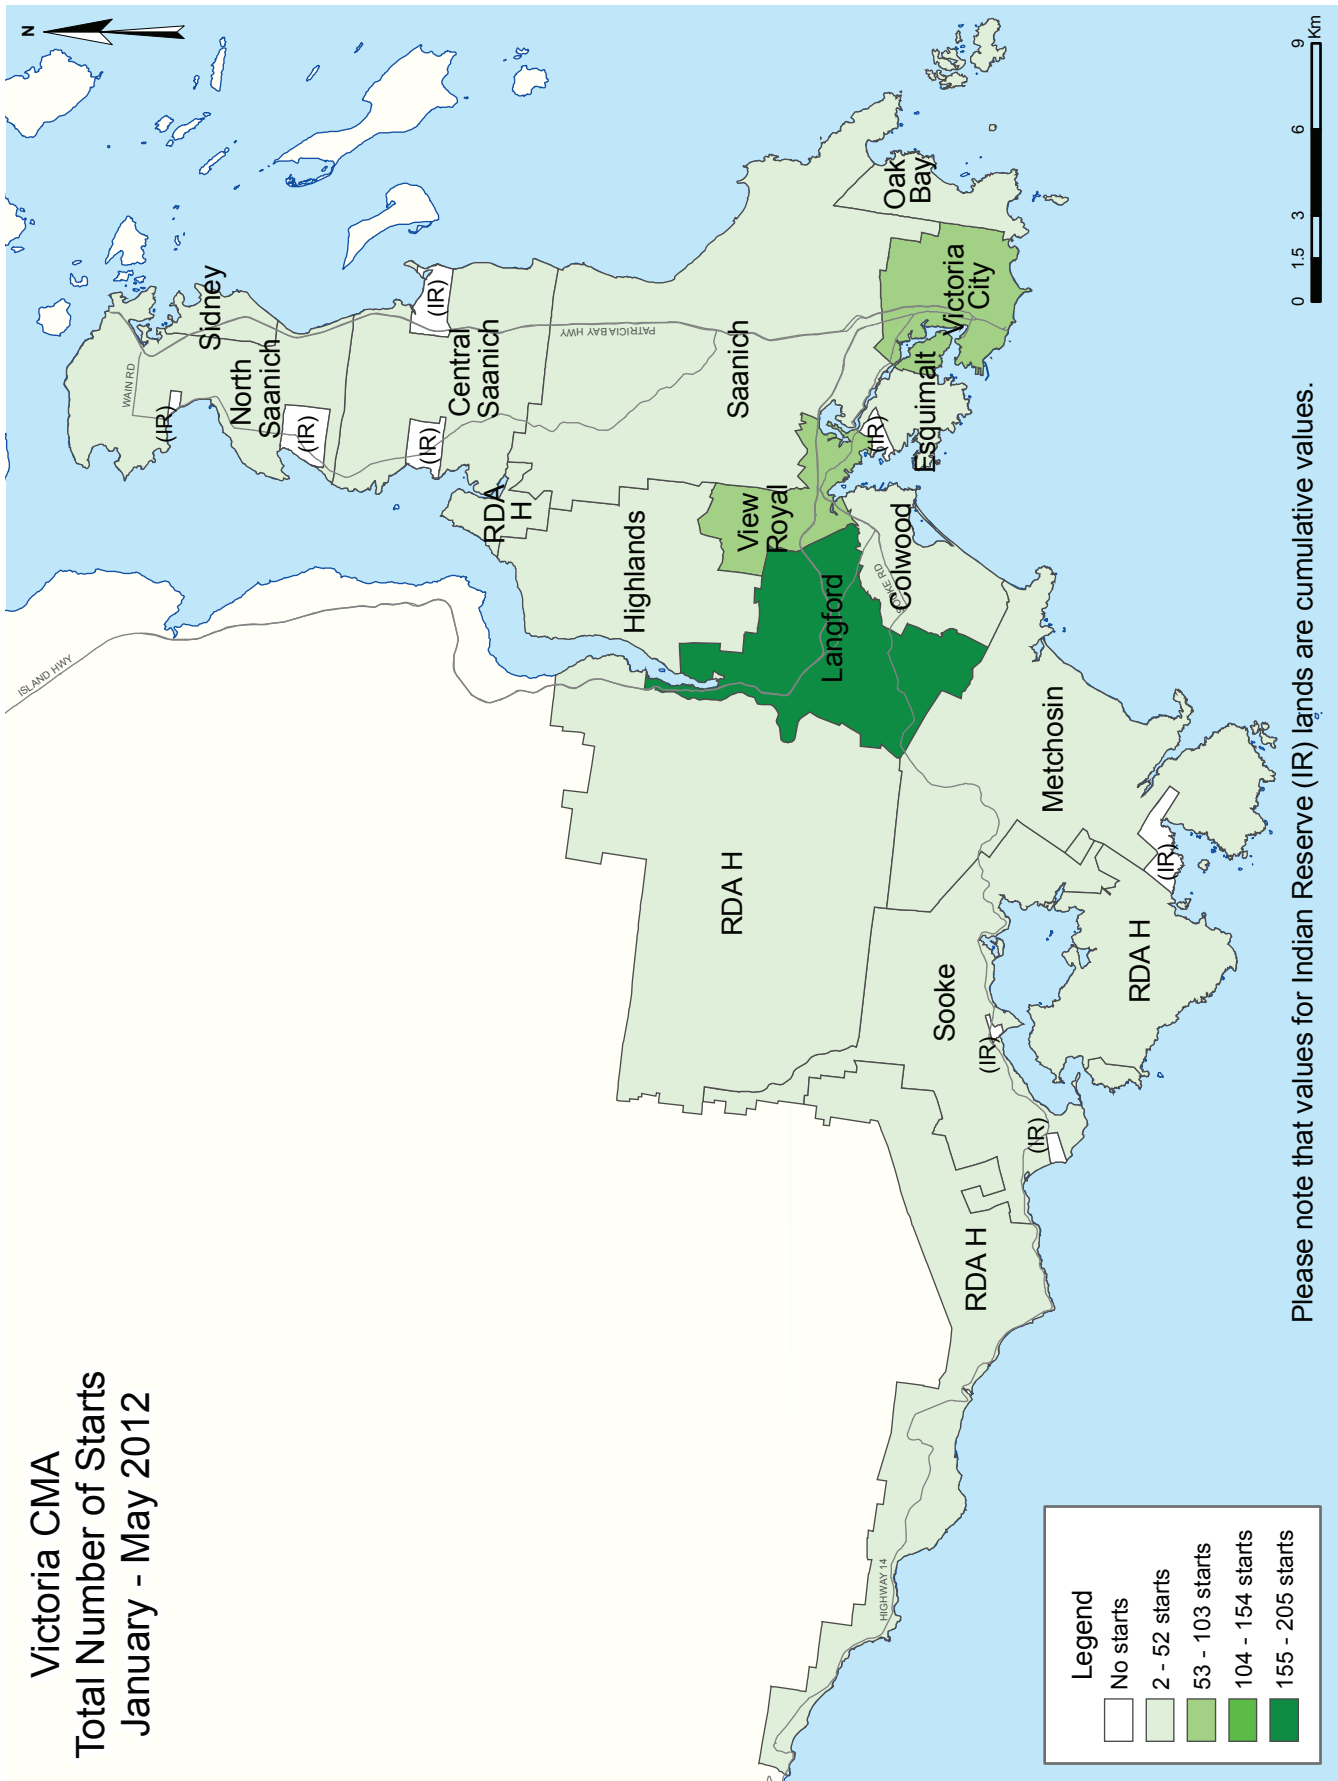 Victoria CMA
Total Number of Starts
January - May 2012
N
ISLAND HWY
WAIN RD
(IR)
Sidney
North
Saanich
(IR)
(IR)
(IR)
Central
Saanich
PATRICIA BAY HWY
RDA
H
Highlands
Saanich
View
Royal
Oak
Bay
Victoria
City
Esquimalt
(IR)
Langford
Colwood
SOOKE RD
RDA H
Metchosin
(IR)
Sooke
(IR)
RDA H
(IR)
RDA H
HIGHWAY 14
Legend
No starts
2 - 52 starts
53 - 103 starts
104 - 154 starts
155 - 205 starts
0 1.5 3 6 9
Km
Please note that values for Indian Reserve (IR) lands are cumulative values.